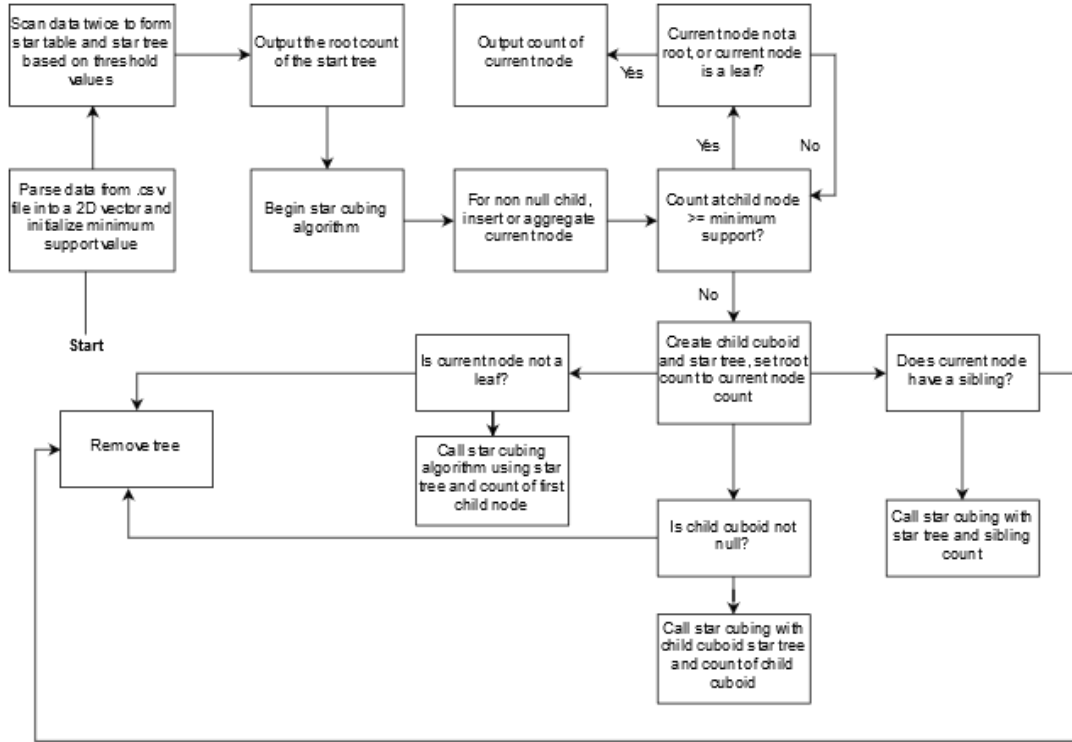 Scan data twice to form
star table and star tree
based on threshold
values
Output the root count
of the start tree
Output count of
current node
Current node not a
root, or current node
is a leaf?
Yes
Yes
No
Parse data from .csv
file into a 2D vector and
initialize minimum
support value
Begin star cubing
algorithm
For non null child,
insert or aggregate
current node
Count at child node
>= minimum
support?
No
Start
Is current node not a
leaf?
Create child cuboid
and star tree, set root
count to current node
count
Does current node
have a sibling?
Remove tree
Call star cubing
algorithm using star
tree and count of first
child node
Is child cuboid not
null?
Call star cubing with
star tree and sibling
count
Call star cubing with
child cuboid star tree
and count of child
cuboid